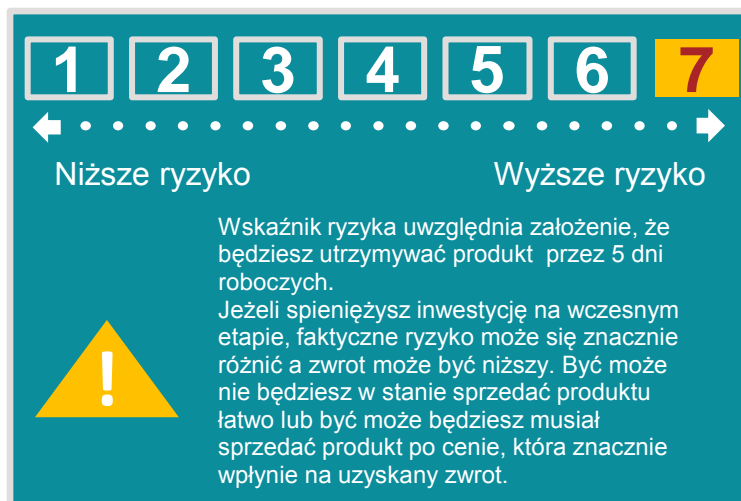 1 2 3 4 5 6 7
Niższe ryzyko Wyższe ryzyko
Wskaźnik ryzyka uwzględnia założenie, że
będziesz utrzymywać produkt przez 5 dni
roboczych.
Jeżeli spieniężysz inwestycję na wczesnym
etapie, faktyczne ryzyko może się znacznie
różnić a zwrot może być niższy. Być może
nie będziesz w stanie sprzedać produktu
łatwo lub być może będziesz musiał
sprzedać produkt po cenie, która znacznie
wpłynie na uzyskany zwrot.
!